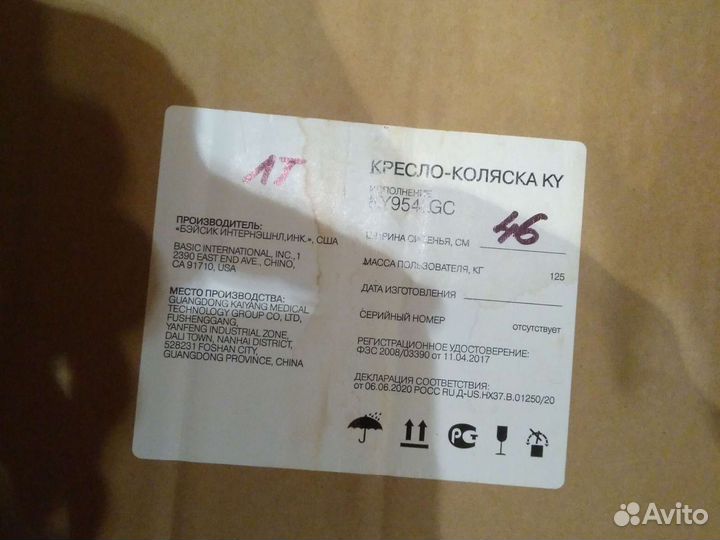 1Т
ПРОИЗВОДИТЕЛЬ:
«БЭЙСИК ИНТЕРНЭШНЛ,ИНК.», США
BASIC INTERNATIONAL, INC.,1
2390 EAST END AVE., CHINO,
CA 91710, USA
МЕСТО ПРОИЗВОДСТВА:
GUANGDONG KAIYANG MEDICAL
TECHNOLOGY GROUP CO, LTD,
FUSHENGGANG,
YANFENG INDUSTRIAL ZONE,
DALI TOWN, NANHAI DISTRICT,
528231 FOSHAN CITY,
GUANGDONG PROVINCE, CHINA
КРЕСЛО-КОЛЯСКА KY
ИСПОЛНЕНИЕ
GC
ШИРИНА СИДЕНЬЯ, СМ 46
МАССА ПОЛЬЗОВАТЕЛЯ, КГ 125
ДАТА ИЗГОТОВЛЕНИЯ
СЕРИЙНЫЙ НОМЕР отсутствует
РЕГИСТРАЦИОННОЕ УДОСТОВЕРЕНИЕ:
ФЗС 2008/03390 от 11.04.2017
ДЕКЛАРАЦИЯ СООТВЕТСТВИЯ:
от 06.06.2020 РОСС RU.Д-US.HX37.B.01250/20
РСТ
Avito